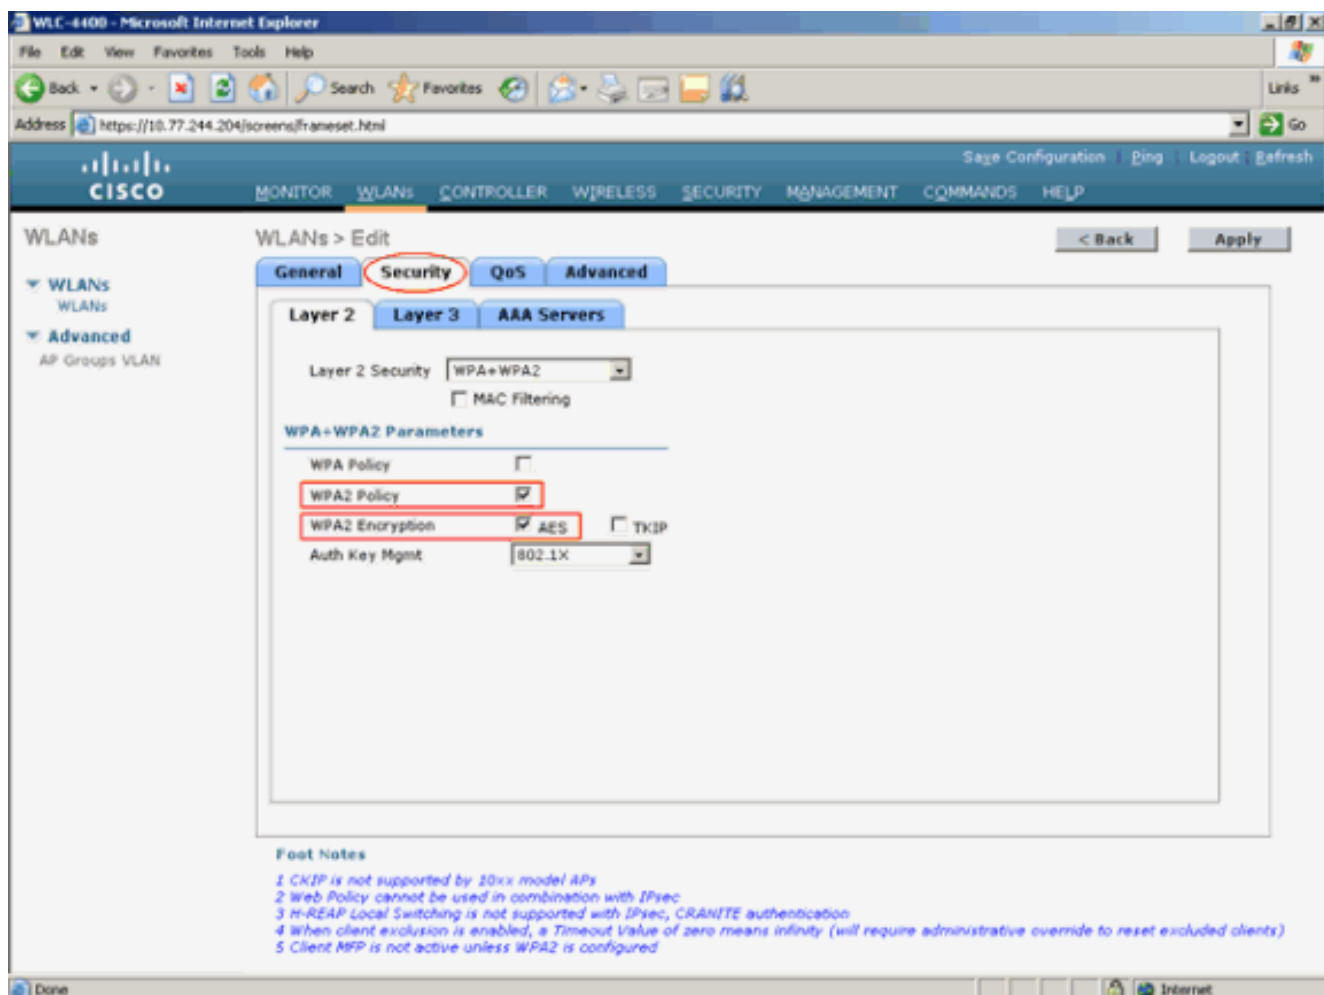 WLC-4400 - Microsoft Internet Explorer
File Edit View Favorites Tools Help
Back Search Favorites Links
Address https://10.77.244.204/screens/frameset.html Go
Save Configuration Ping Logout Refresh
CISCO MONITOR WLANs CONTROLLER WIRELESS SECURITY MANAGEMENT COMMANDS HELP
WLANs
WLANs
WLANs
Advanced
AP Groups VLAN
WLANs > Edit
< Back Apply
General Security QoS Advanced
Layer 2 Layer 3 AAA Servers
Layer 2 Security WPA+WPA2
MAC Filtering
WPA+WPA2 Parameters
WPA Policy
WPA2 Policy
WPA2 Encryption AES TKIP
Auth Key Mgmt 802.1X
Foot Notes
1 CKIP is not supported by 10xx model APs
2 Web Policy cannot be used in combination with IPsec
3 H-REAP Local Switching is not supported with IPsec, CRANITE authentication
4 When client exclusion is enabled, a Timeout Value of zero means infinity (will require administrative override to reset excluded clients)
5 Client MFP is not active unless WPA2 is configured
Done Internet